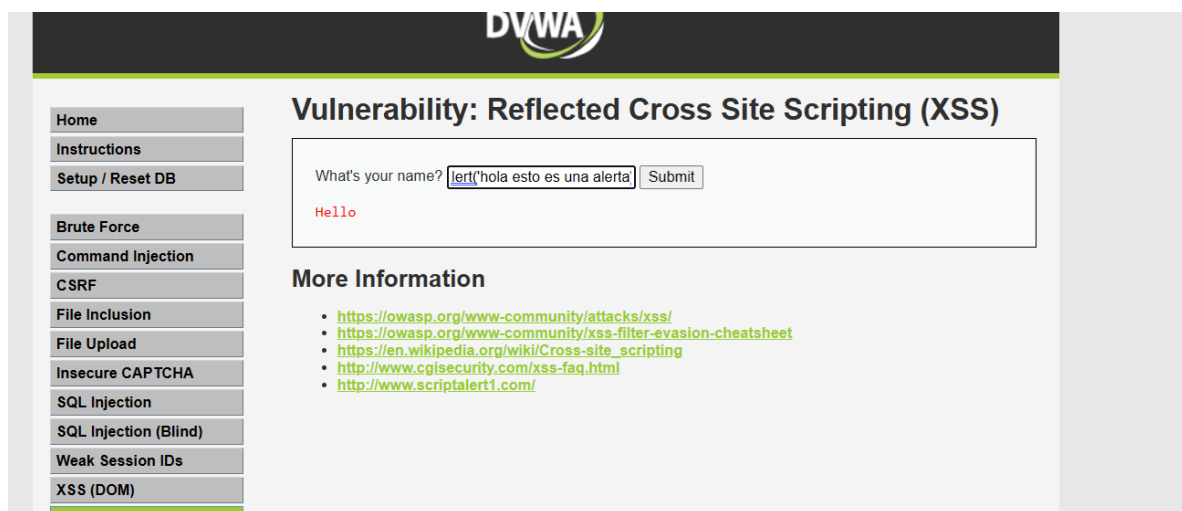 DVWA
Vulnerability: Reflected Cross Site Scripting (XSS)
Home
Instructions
Setup / Reset DB
Brute Force
Command Injection
CSRF
File Inclusion
File Upload
Insecure CAPTCHA
SQL Injection
SQL Injection (Blind)
Weak Session IDs
XSS (DOM)
What's your name? lert('hola esto es una alerta' Submit
Hello
More Information
https://owasp.org/www-community/attacks/xss/
https://owasp.org/www-community/xss-filter-evasion-cheatsheet
https://en.wikipedia.org/wiki/Cross-site_scripting
http://www.cgisecurity.com/xss-faq.html
http://www.scriptalert1.com/